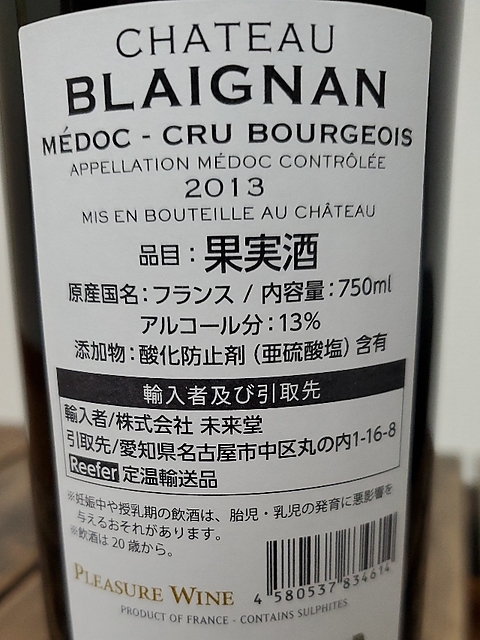 CHATEAU
BLAIGNAN
MÉDOC - CRU BOURGEOIS
APPELLATION MÉDOC CONTRÔLÉE
2013
MIS EN BOUTEILLE AU CHÂTEAU
品目：果実酒
原産国名：フランス / 内容量：750ml
アルコール分：13%
添加物：酸化防止剤（亜硫酸塩）含有
輸入者及び引取先
輸入者/株式会社 未来堂
引取先/愛知県名古屋市中区丸の内1-16-8
Reefer 定温輸送品
※妊娠中や授乳期の飲酒は、胎児・乳児の発育に悪影響を
与えるおそれがあります。
※飲酒は20歳から。
PLEASURE WINE
4 580537 834614
PRODUCT OF FRANCE - CONTAINS SULPHITES